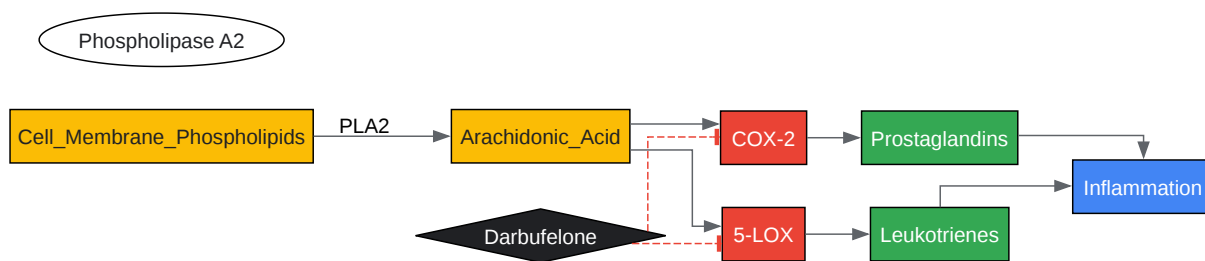 Phospholipase A2
Cell_Membrane_Phospholipids
PLA2
Arachidonic_Acid
COX-2
Prostaglandins
Inflammation
Darbufelone
5-LOX
Leukotrienes